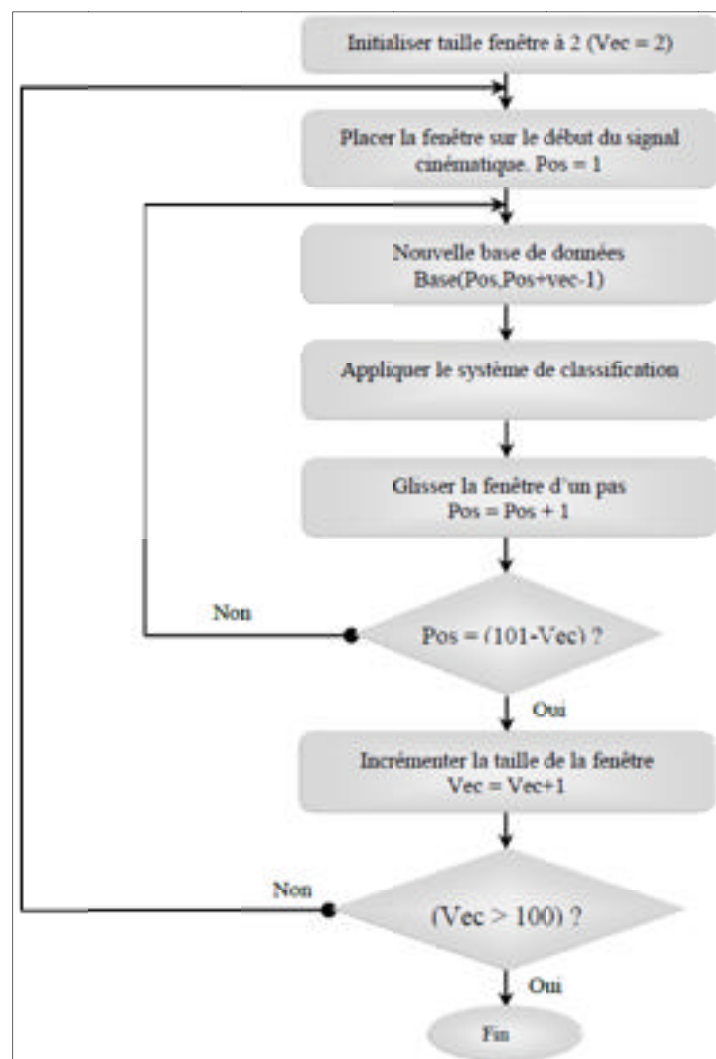 Initialiser taille fenêtre à 2 (Vec = 2)
Placer la fenêtre sur le début du signal
cinématique. Pos = 1
Nouvelle base de données
Base(Pos,Pos+vec-1)
Appliquer le système de classification
Glisser la fenêtre d'un pas
Pos = Pos + 1
Non
Pos = (101-Vec) ?
Oui
Incrémenter la taille de la fenêtre
Vec = Vec+1
Non
(Vec > 100) ?
Oui
Fin